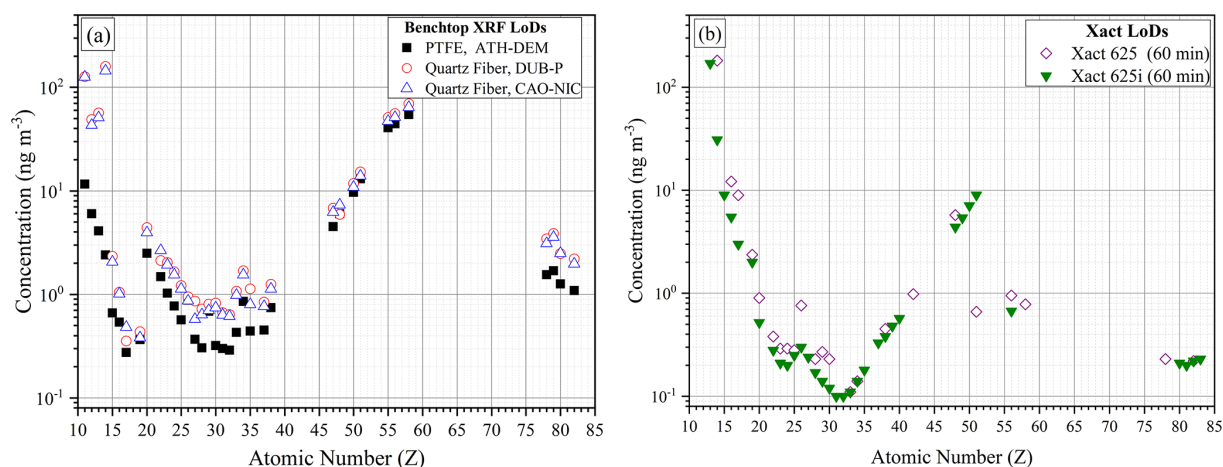 (a)
Benchtop XRF LoDs
PTFE, ATH-DEM
Quartz Fiber, DUB-P
Quartz Fiber, CAO-NIC
Concentration (ng m⁻³)
10²
10¹
10⁰
10⁻¹
10 15 20 25 30 35 40 45 50 55 60 65 70 75 80 85
Atomic Number (Z)
(b)
Xact LoDs
Xact 625 (60 min)
Xact 625i (60 min)
Concentration (ng m⁻³)
10²
10¹
10⁰
10⁻¹
10 15 20 25 30 35 40 45 50 55 60 65 70 75 80 85
Atomic Number (Z)